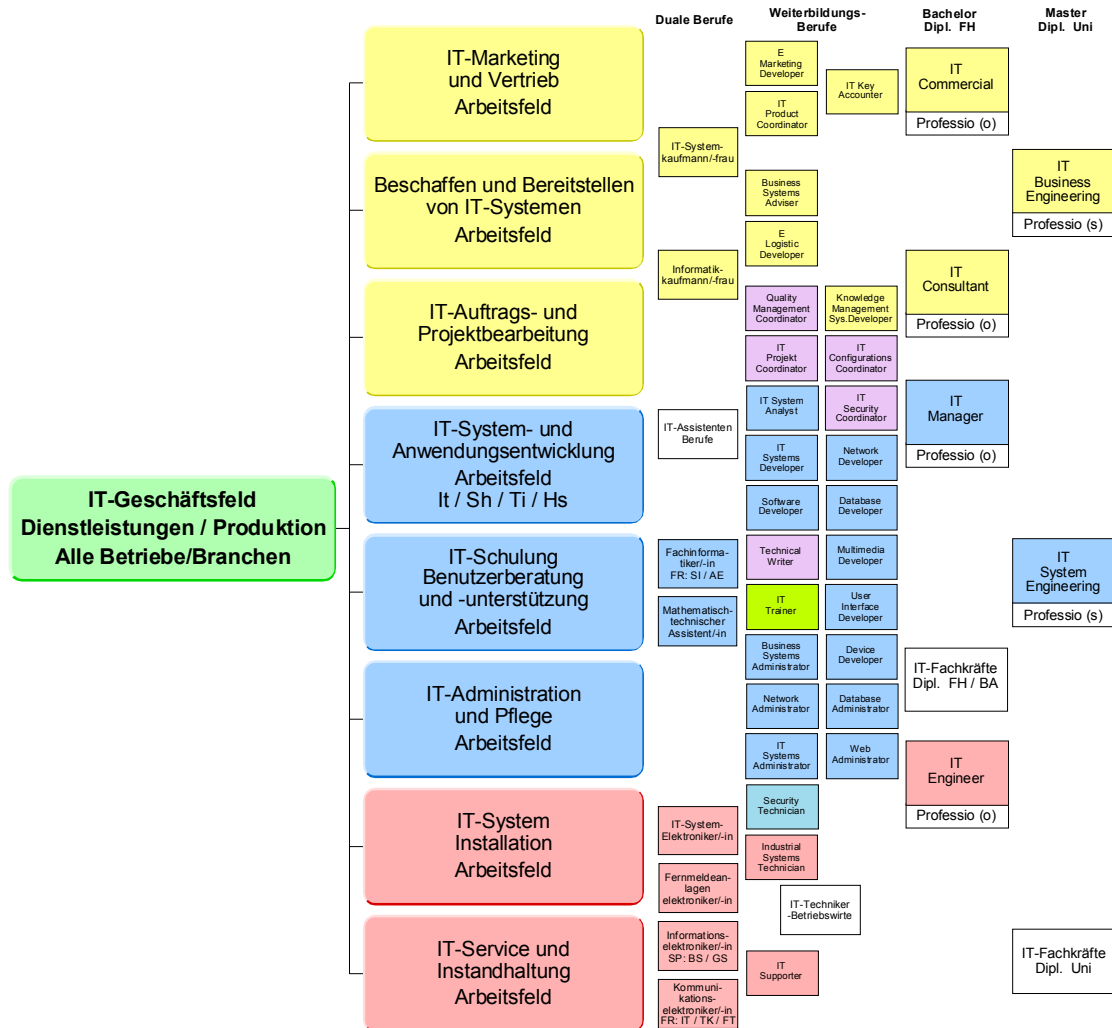 Duale Berufe
Weiterbildungs-
Berufe
Bachelor
Dipl. FH
Master
Dipl. Uni
IT-Geschäftsfeld
Dienstleistungen / Produktion
Alle Betriebe/Branchen
IT-Marketing
und Vertrieb
Arbeitsfeld
Beschaffen und Bereitstellen
von IT-Systemen
Arbeitsfeld
IT-Auftrags- und
Projektbearbeitung
Arbeitsfeld
IT-System- und
Anwendungsentwicklung
Arbeitsfeld
It / Sh / Ti / Hs
IT-Schulung
Benutzerberatung
und -unterstützung
Arbeitsfeld
IT-Administration
und Pflege
Arbeitsfeld
IT-System
Installation
Arbeitsfeld
IT-Service und
Instandhaltung
Arbeitsfeld
IT-System-
kaufmann/-frau
Informatik-
kaufmann/-frau
IT-Assistenten
Berufe
Fachinforma-
tiker/-in
FR: SI / AE
Mathematisch-
technischer
Assistent/-in
IT-System-
Elektroniker/-in
Fernmeldean-
lagen
elektroniker/-in
Informations-
elektroniker/-in
SP: BS / GS
Kommuni-
kations-
elektroniker/-in
FR: IT / TK / FT
E
Marketing
Developer
IT Key
Accounter
IT
Product
Coordinator
Business
Systems
Adviser
E
Logistic
Developer
Quality
Management
Coordinator
Knowledge
Management
Sys.Developer
IT
Projekt
Coordinator
IT
Configurations
Coordinator
IT System
Analyst
IT
Security
Coordinator
IT
Systems
Developer
Network
Developer
Software
Developer
Database
Developer
Technical
Writer
Multimedia
Developer
IT
Trainer
User
Interface
Developer
Business
Systems
Administrator
Device
Developer
Network
Administrator
Database
Administrator
IT
Systems
Administrator
Web
Administrator
Security
Technician
Industrial
Systems
Technician
IT-Techniker
-Betriebswirte
IT
Supporter
IT
Commercial
Professio (o)
IT
Consultant
Professio (o)
IT
Manager
Professio (o)
IT-Fachkräfte
Dipl. FH / BA
IT
Engineer
Professio (o)
IT
Business
Engineering
Professio (s)
IT
System
Engineering
Professio (s)
IT-Fachkräfte
Dipl. Uni